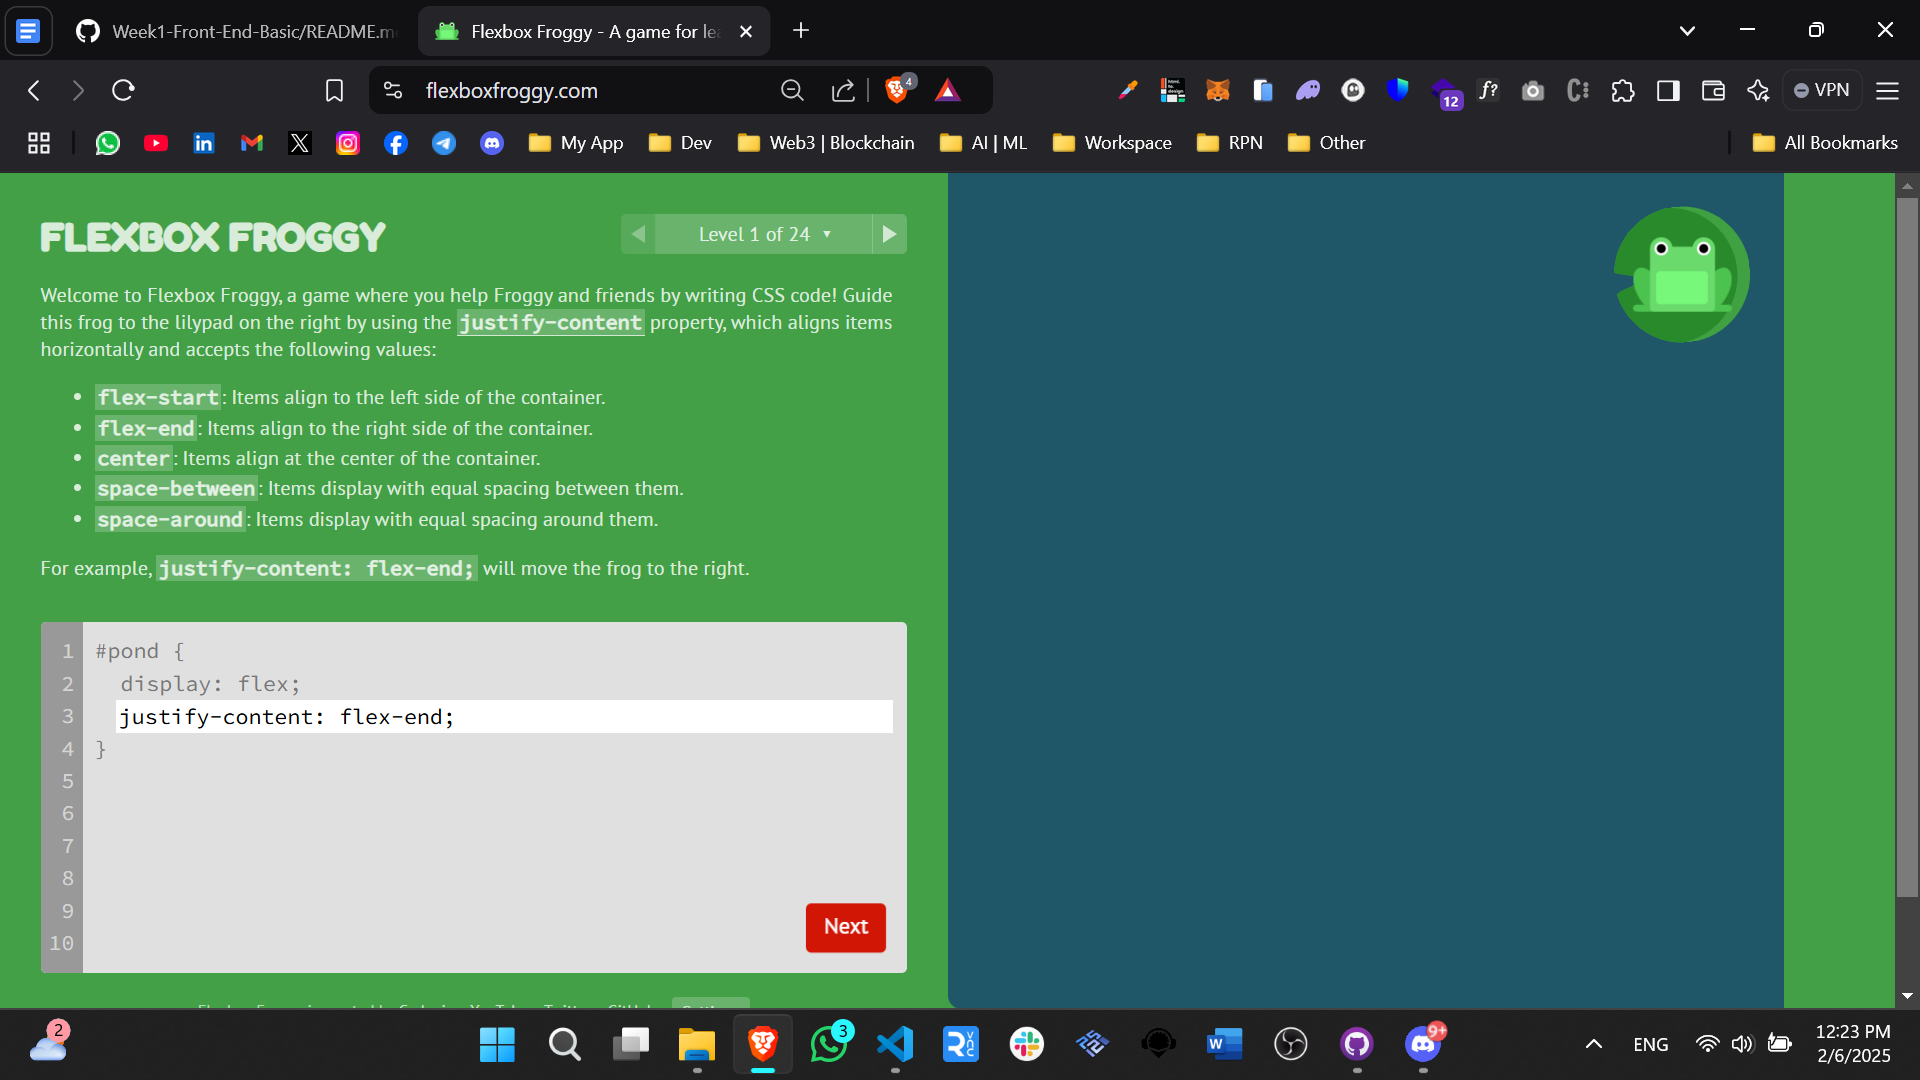 Week1-Front-End-Basic/README.m
Flexbox Froggy - A game for le
flexboxfroggy.com
4
12
f?
VPN
My App
Dev
Web3 | Blockchain
AI | ML
Workspace
RPN
Other
All Bookmarks
FLEXBOX FROGGY
Level 1 of 24
Welcome to Flexbox Froggy, a game where you help Froggy and friends by writing CSS code! Guide
this frog to the lilypad on the right by using the justify-content property, which aligns items
horizontally and accepts the following values:
flex-start: Items align to the left side of the container.
flex-end: Items align to the right side of the container.
center: Items align at the center of the container.
space-between: Items display with equal spacing between them.
space-around: Items display with equal spacing around them.
For example, justify-content: flex-end; will move the frog to the right.
1 #pond {
2 display: flex;
3 justify-content: flex-end;
4 }
5
6
7
8
9
10
Next
2
3
9+
ENG
12:23 PM
2/6/2025